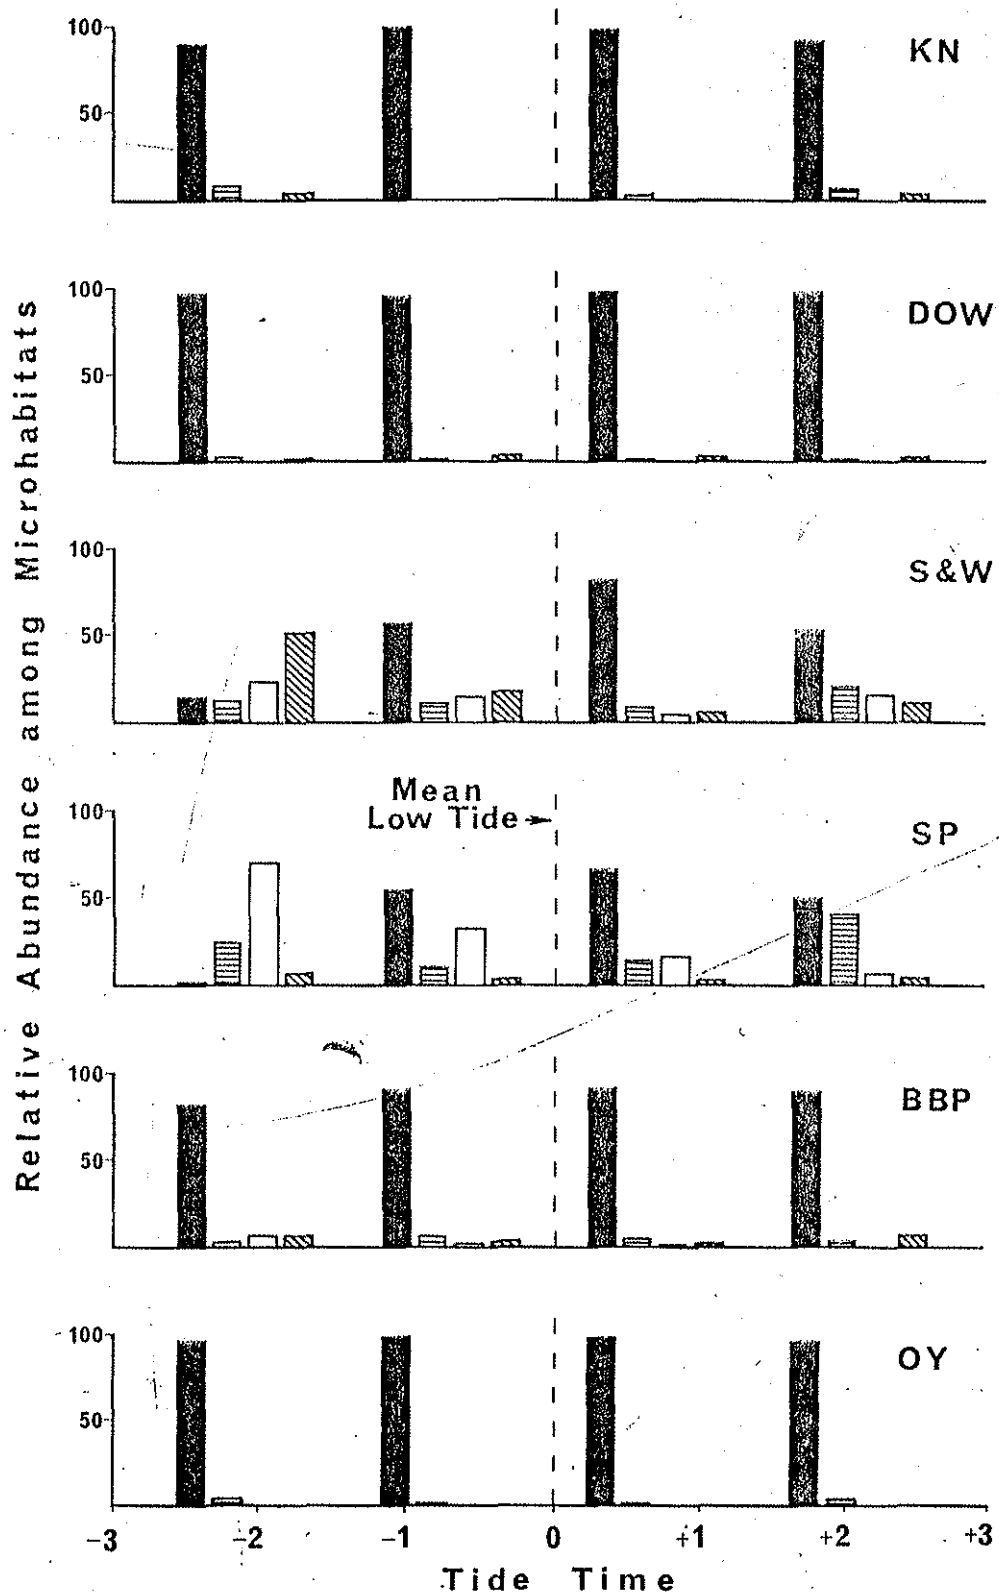 Relative Abundance among Microhabitats
100
50
KN
100
50
DOW
100
50
S&W
100
50
Mean
Low Tide
SP
100
50
BBP
100
50
OY
-3 -2 -1 0 +1 +2 +3
Tide Time